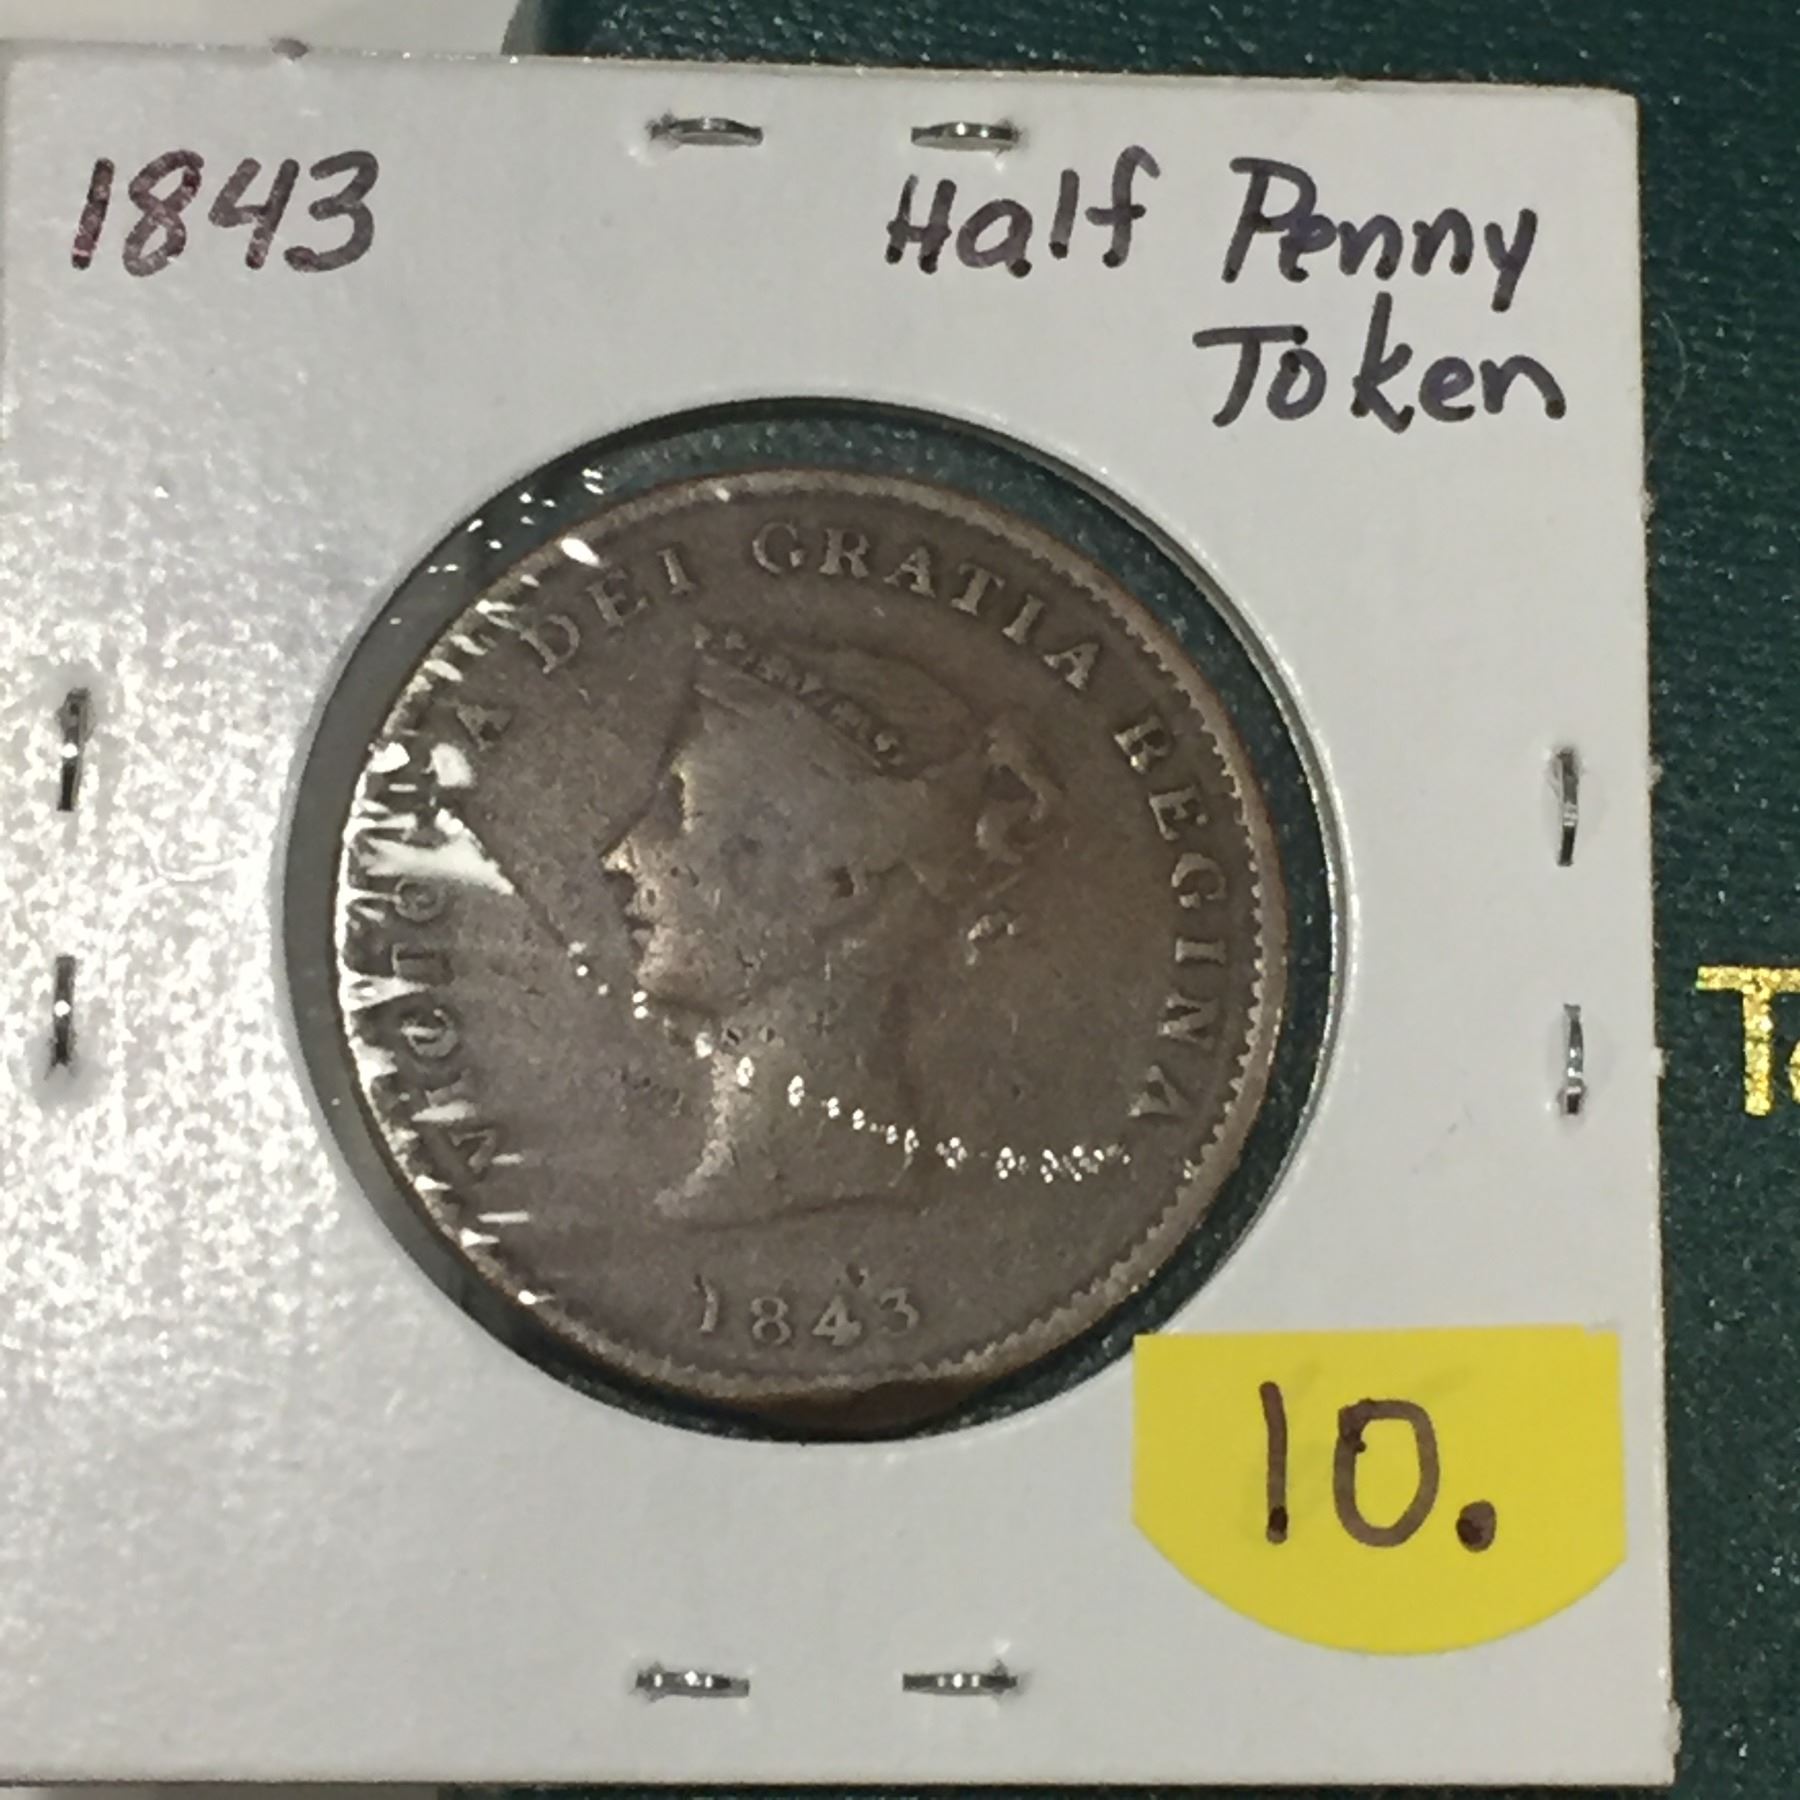 1843
Half Penny
Token
VICTORIA DEI GRATIA REGINA
1843
10.